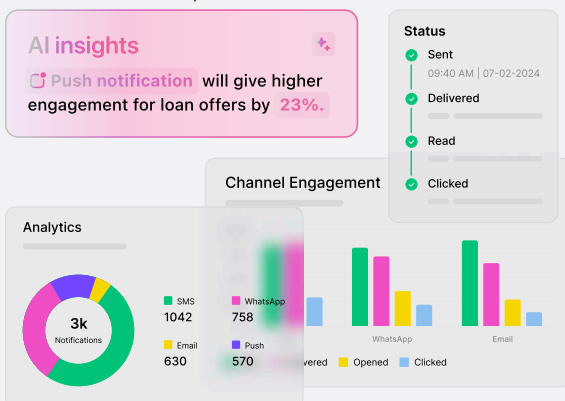 AI insights
Push notification will give higher
engagement for loan offers by 23%.
Status
Sent
09:40 AM | 07-02-2024
Delivered
Read
Clicked
Channel Engagement
WhatsApp
Email
Opened
Clicked
Analytics
3k
Notifications
SMS
1042
WhatsApp
758
Email
630
Push
570